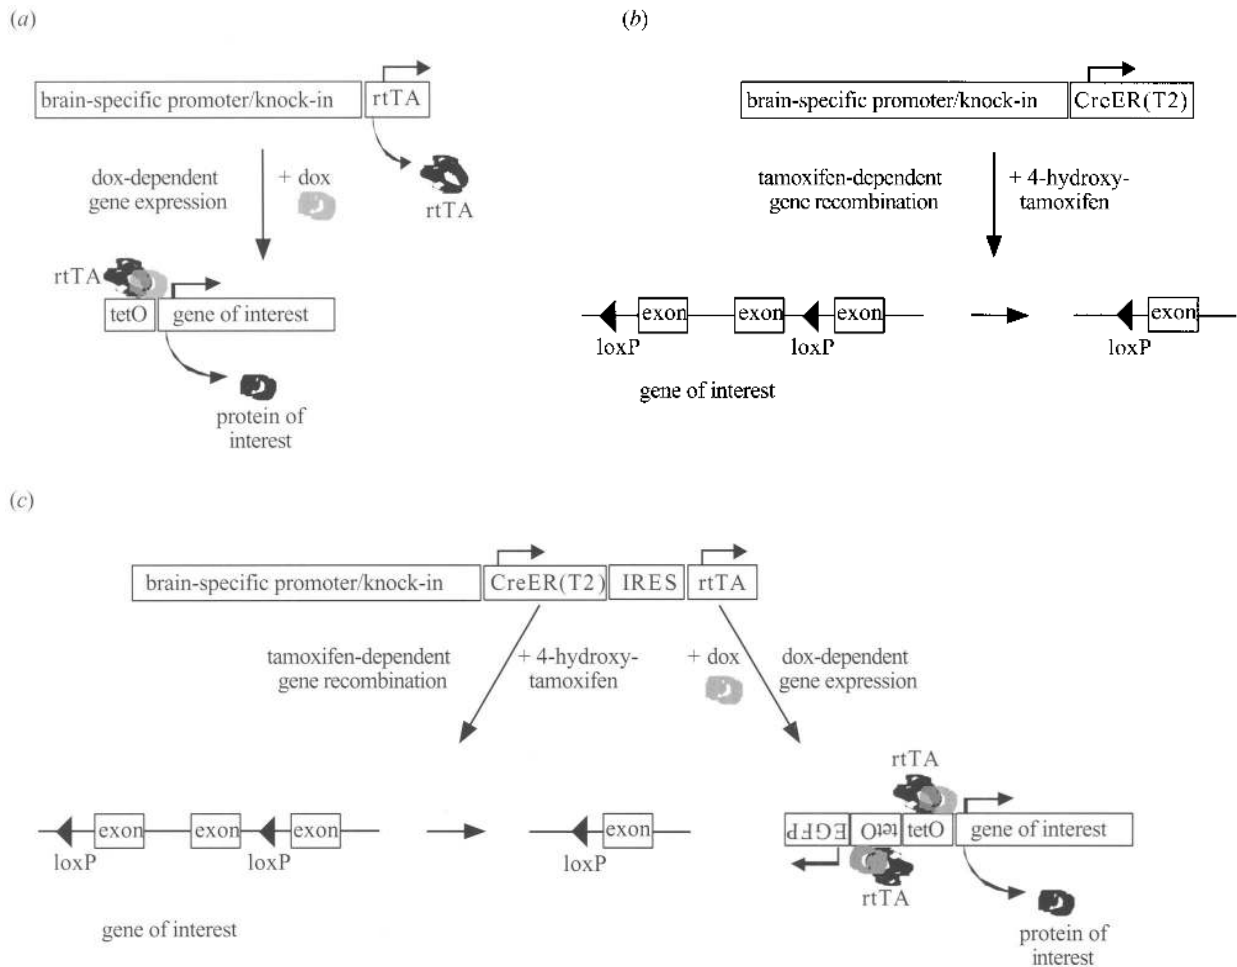 (a)
(b)
brain-specific promoter/knock-in rtTA
brain-specific promoter/knock-in CreER(T2)
dox-dependent
gene expression
+ dox
rtTA
tamoxifen-dependent
gene recombination
+ 4-hydroxy-
tamoxifen
rtTA
tetO gene of interest
protein of
interest
exon exon exon exon
loxP loxP loxP
gene of interest
(c)
brain-specific promoter/knock-in CreER(T2) IRES rtTA
tamoxifen-dependent
gene recombination
+ 4-hydroxy-
tamoxifen
+ dox
dox-dependent
gene expression
exon exon exon exon
loxP loxP loxP
gene of interest
rtTA
EGFP tetO tetO gene of interest
rtTA
protein of
interest